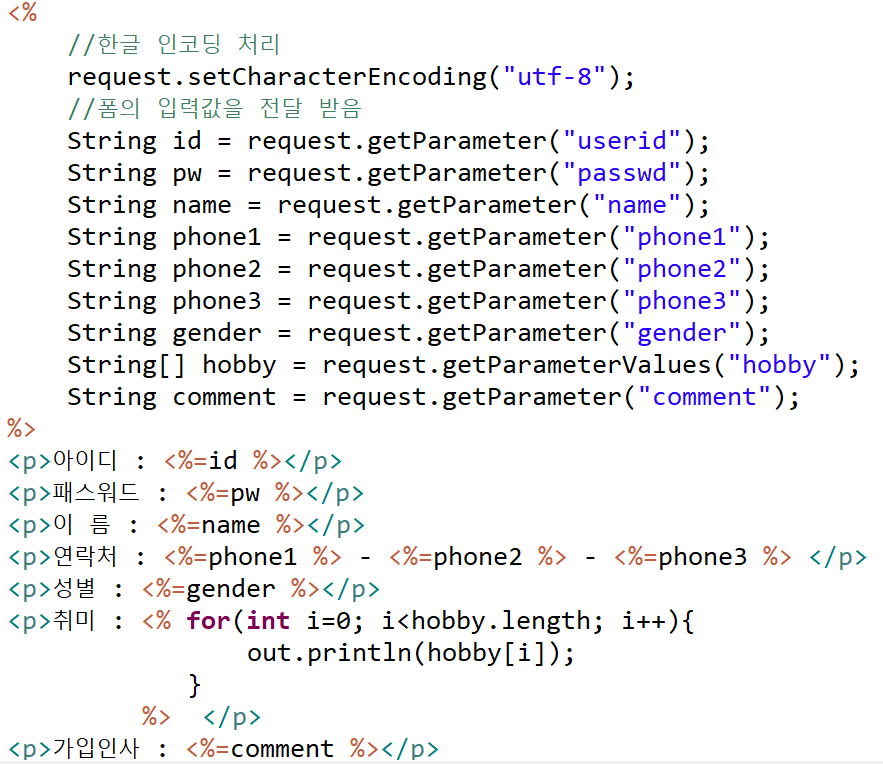 <%
//한글 인코딩 처리
request.setCharacterEncoding("utf-8");
//폼의 입력값을 전달 받음
String id = request.getParameter("userid");
String pw = request.getParameter("passwd");
String name = request.getParameter("name");
String phone1 = request.getParameter("phone1");
String phone2 = request.getParameter("phone2");
String phone3 = request.getParameter("phone3");
String gender = request.getParameter("gender");
String[] hobby = request.getParameterValues("hobby");
String comment = request.getParameter("comment");
%>
<p>아이디 : <%=id %></p>
<p>패스워드 : <%=pw %></p>
<p>이 름 : <%=name %></p>
<p>연락처 : <%=phone1 %> - <%=phone2 %> - <%=phone3 %> </p>
<p>성별 : <%=gender %></p>
<p>취미 : <% for(int i=0; i<hobby.length; i++){
out.println(hobby[i]);
}
%> </p>
<p>가입인사 : <%=comment %></p>